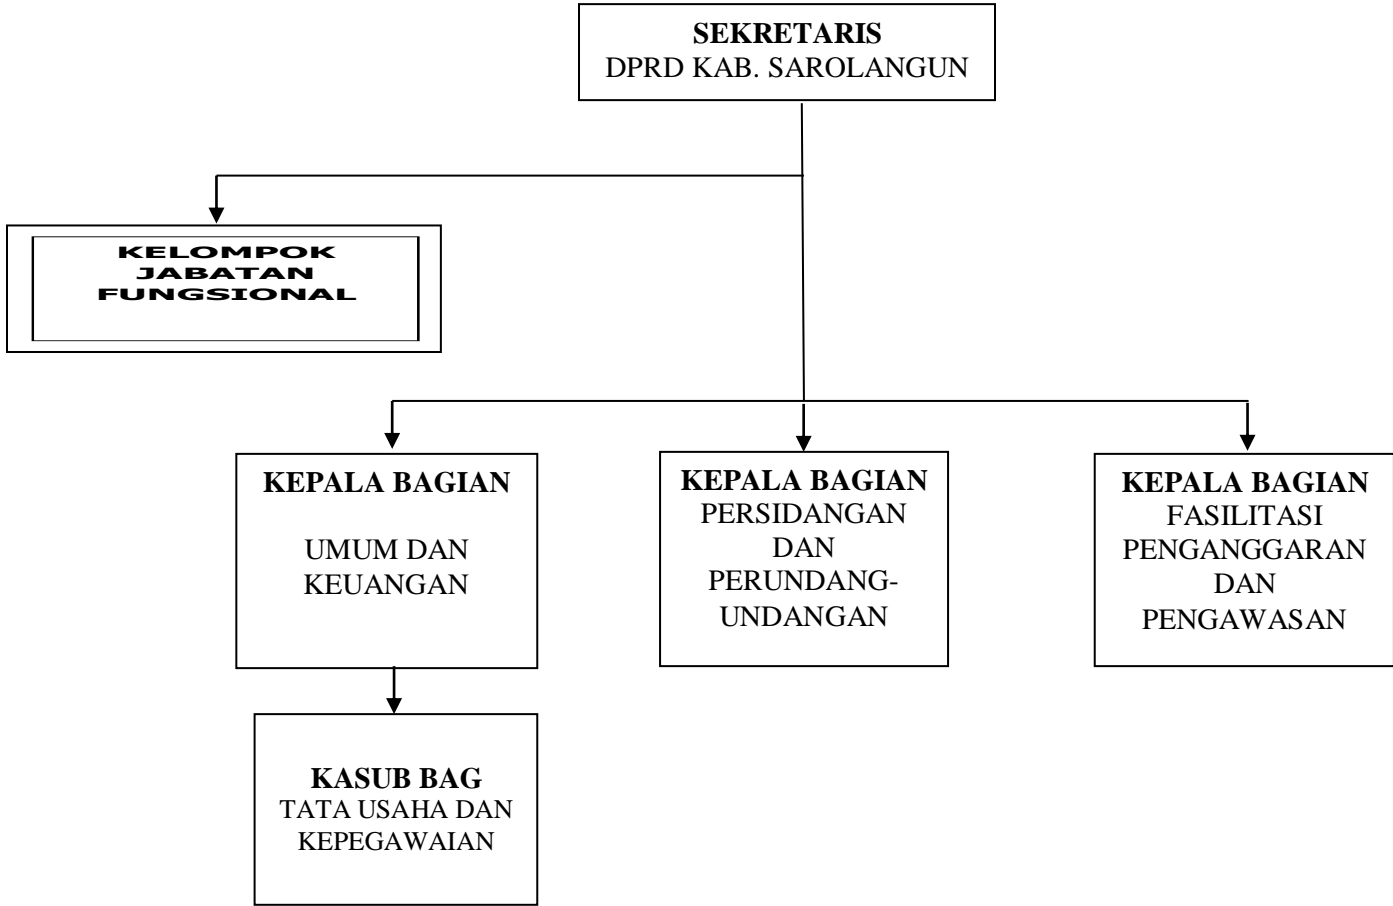 SEKRETARIS
DPRD KAB. SAROLANGUN
KELOMPOK
JABATAN
FUNGSIONAL
KEPALA BAGIAN
UMUM DAN
KEUANGAN
KEPALA BAGIAN
PERSIDANGAN
DAN
PERUNDANG-
UNDANGAN
KEPALA BAGIAN
FASILITASI
PENGANGGARAN
DAN
PENGAWASAN
KASUB BAG
TATA USAHA DAN
KEPEGAWAIAN